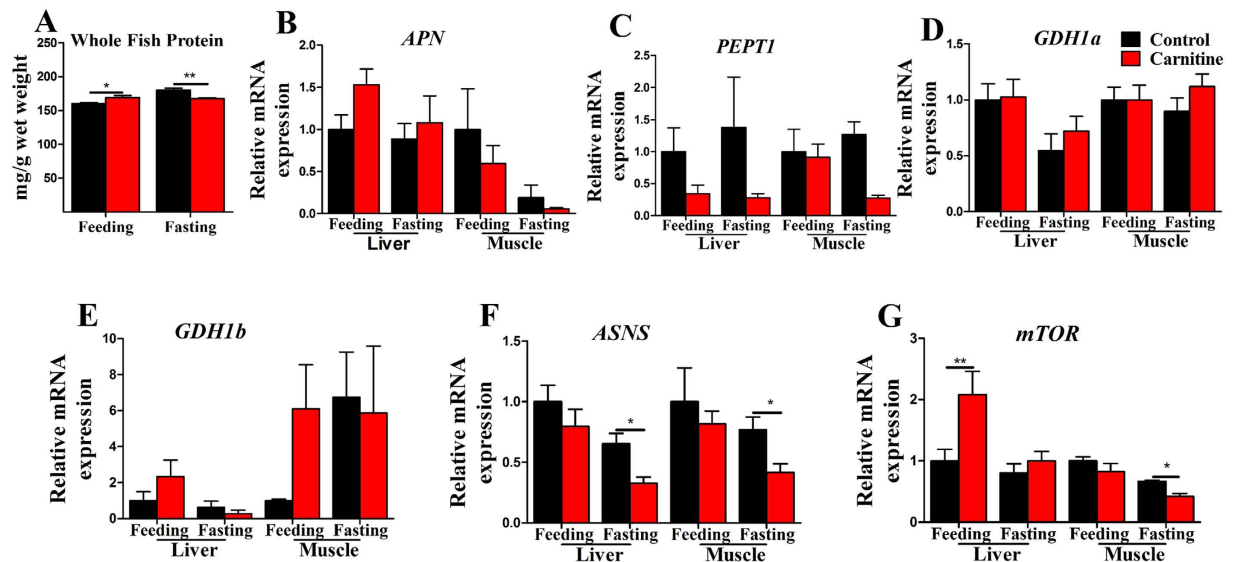 A
Whole Fish Protein
mg/g wet weight
200
150
100
50
*
**
Feeding
Fasting
B
APN
Relative mRNA
expression
2.0
1.5
1.0
0.5
0.0
Feeding Fasting Feeding Fasting
Liver Muscle
C
PEPT1
Relative mRNA
expression
2.5
2.0
1.5
1.0
0.5
0.0
Feeding Fasting Feeding Fasting
Liver Muscle
D
GDH1a
Control
Carnitine
Relative mRNA
expression
1.5
1.0
0.5
0.0
Feeding Fasting Feeding Fasting
Liver Muscle
E
GDH1b
Relative mRNA
expression
10
8
6
4
2
0
Feeding Fasting Feeding Fasting
Liver Muscle
F
ASNS
Relative mRNA
expression
1.5
1.0
0.5
0.0
*
*
Feeding Fasting Feeding Fasting
Liver Muscle
G
mTOR
Relative mRNA
expression
3
2
1
0
**
*
Feeding Fasting Feeding Fasting
Liver Muscle